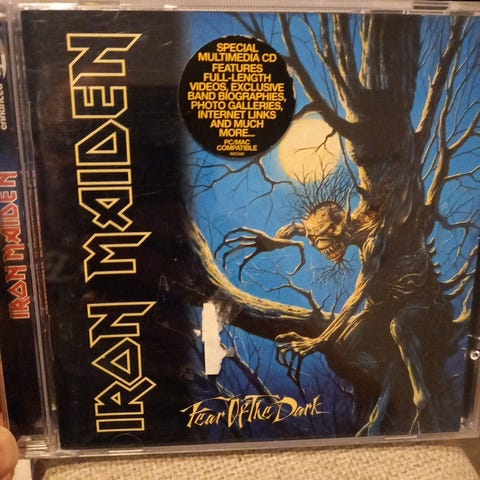 enhanced
IRON MAIDEN
IRON MAIDEN
SPECIAL
MULTIMEDIA CD
FEATURES
FULL-LENGTH
VIDEOS, EXCLUSIVE
BAND BIOGRAPHIES,
PHOTO GALLERIES,
INTERNET LINKS
AND MUCH
MORE...
PC/MAC
COMPATIBLE
Fear Of The Dark